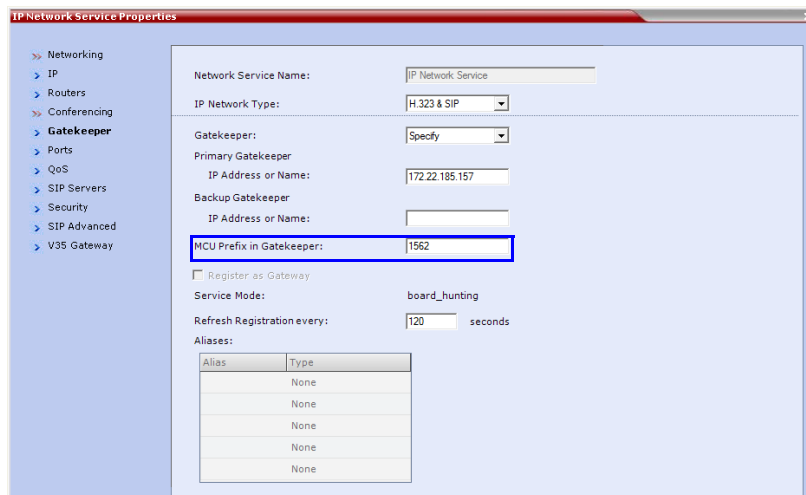 IP Network Service Properties
Networking
IP
Routers
Conferencing
Gatekeeper
Ports
QoS
SIP Servers
Security
SIP Advanced
V35 Gateway
Network Service Name: IP Network Service
IP Network Type: H.323 & SIP
Gatekeeper: Specify
Primary Gatekeeper
IP Address or Name: 172.22.185.157
Backup Gatekeeper
IP Address or Name:
MCU Prefix in Gatekeeper: 1562
Register as Gateway
Service Mode: board_hunting
Refresh Registration every: 120 seconds
Aliases:
Alias Type
None
None
None
None
None